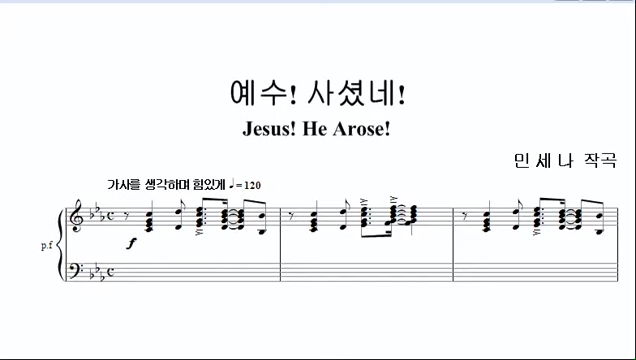 예수! 사셨네!
Jesus! He Arose!
민 세 나 작곡
가사를 생각하며 힘있게 ♩= 120
p.f
f